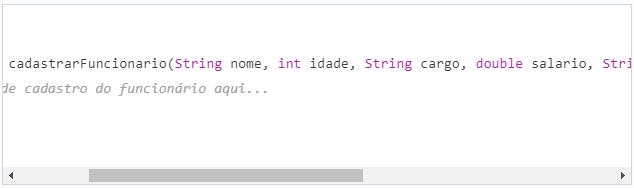 cadastrarFuncionario(String nome, int idade, String cargo, double salario, Stri
de cadastro do funcionário aqui...